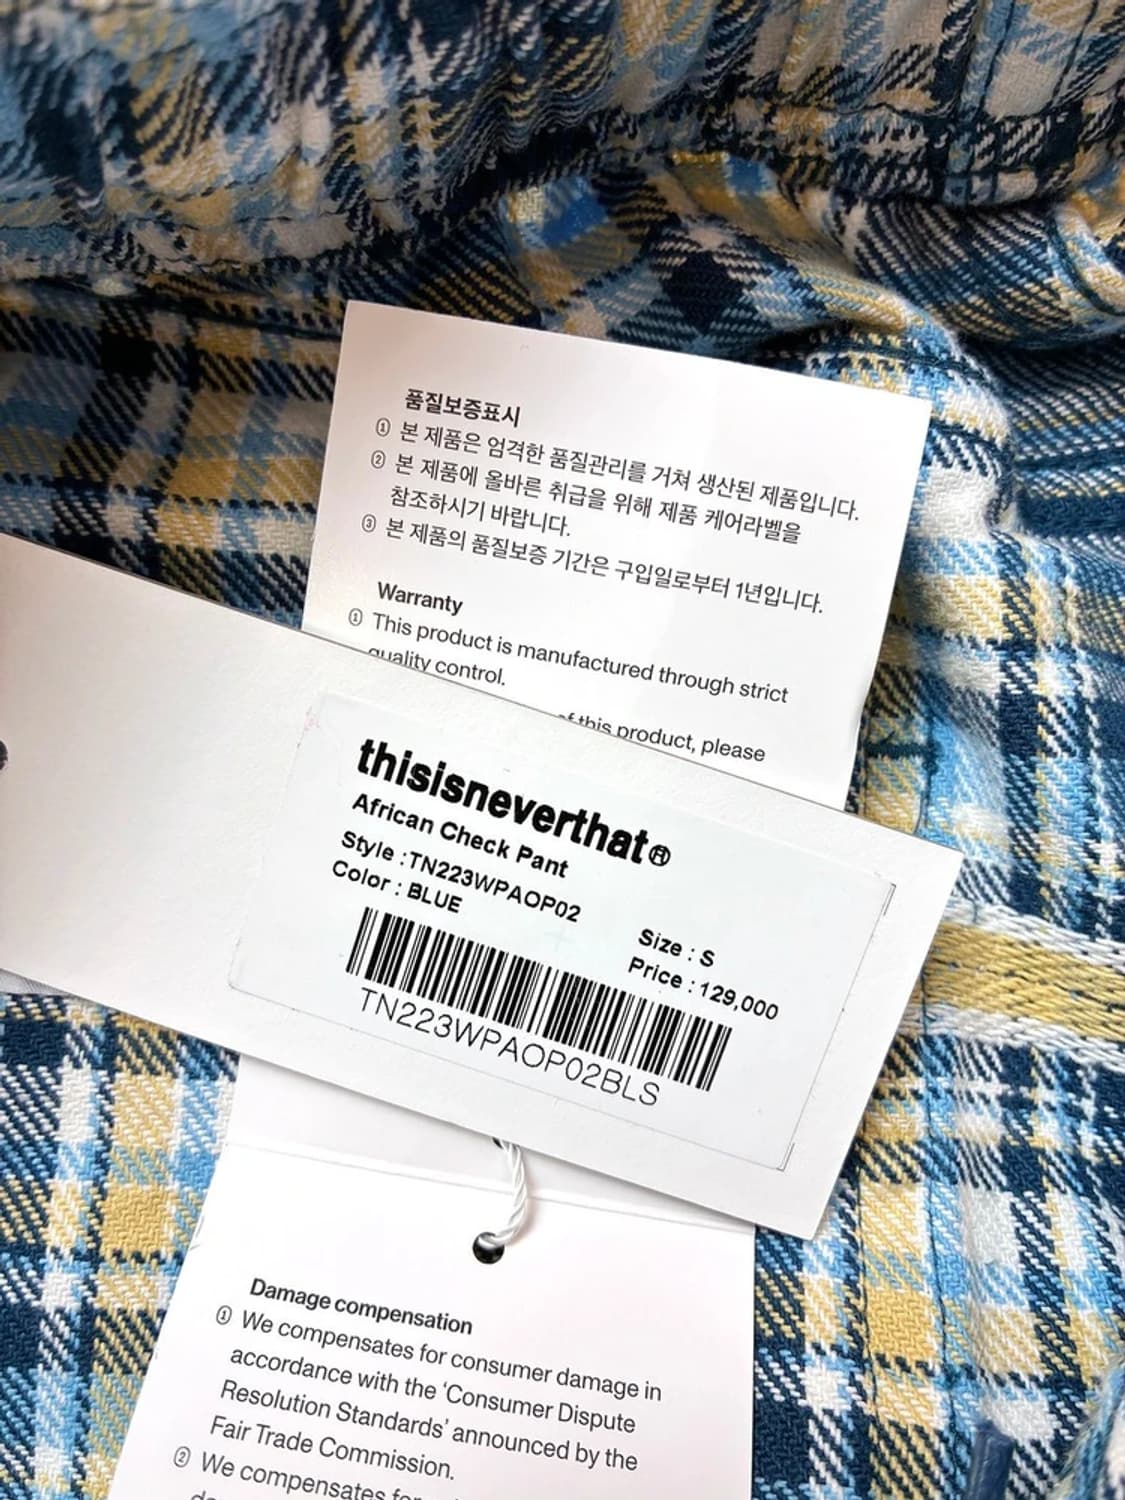 품질보증표시
① 본 제품은 엄격한 품질관리를 거쳐 생산된 제품입니다.
② 본 제품에 올바른 취급을 위해 제품 케어라벨을
참조하시기 바랍니다.
③ 본 제품의 품질보증 기간은 구입일로부터 1년입니다.
Warranty
① This product is manufactured through strict
quality control.
of this product, please
thisisneverthat®
African Check Pant
Style :TN223WPAOP02
Color : BLUE
Size : S
Price : 129,000
TN223WPAOP02BLS
Damage compensation
① We compensates for consumer damage in
accordance with the ‘Consumer Dispute
Resolution Standards’ announced by the
Fair Trade Commission.
② We compensates for